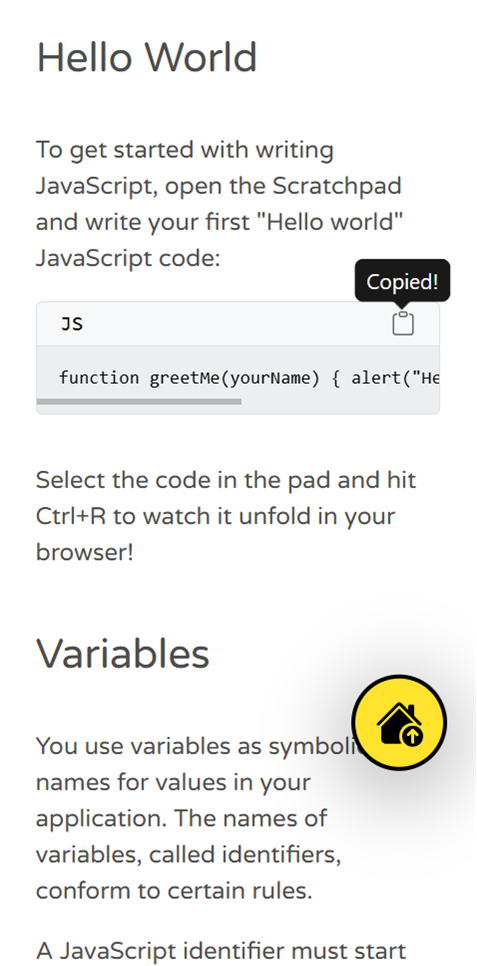 Hello World
To get started with writing
JavaScript, open the Scratchpad
and write your first "Hello world"
JavaScript code:
Copied!
JS
function greetMe(yourName) { alert("He
Select the code in the pad and hit
Ctrl+R to watch it unfold in your
browser!
Variables
You use variables as symbolic
names for values in your
application. The names of
variables, called identifiers,
conform to certain rules.
A JavaScript identifier must start